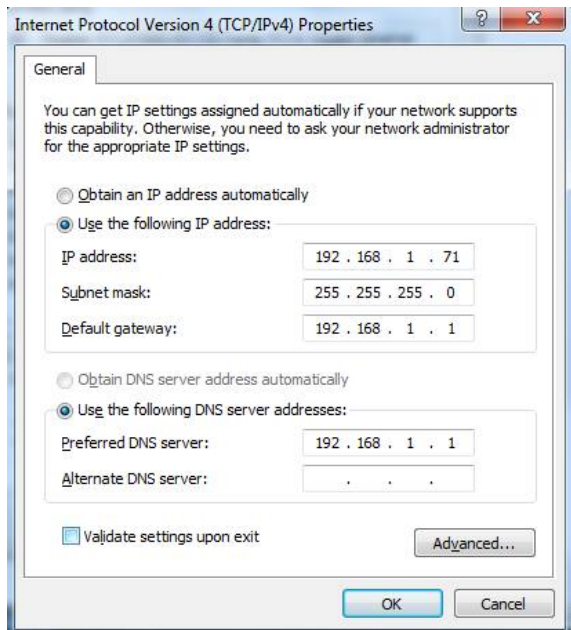 Internet Protocol Version 4 (TCP/IPv4) Properties
?
X
General
You can get IP settings assigned automatically if your network supports
this capability. Otherwise, you need to ask your network administrator
for the appropriate IP settings.
Obtain an IP address automatically
Use the following IP address:
IP address: 192 . 168 . 1 . 71
Subnet mask: 255 . 255 . 255 . 0
Default gateway: 192 . 168 . 1 . 1
Obtain DNS server address automatically
Use the following DNS server addresses:
Preferred DNS server: 192 . 168 . 1 . 1
Alternate DNS server: . . .
Validate settings upon exit
Advanced...
OK Cancel